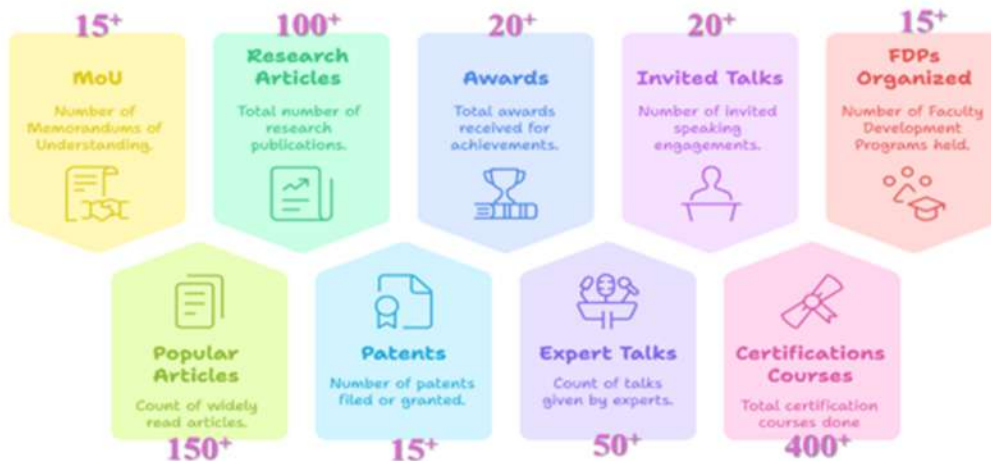 15+
MoU
Number of
Memorandums of
Understanding.
100+
Research
Articles
Total number of
research
publications.
20+
Awards
Total awards
received for
achievements.
20+
Invited Talks
Number of invited
speaking
engagements.
15+
FDPs
Organized
Number of Faculty
Development
Programs held.
Popular
Articles
Count of widely
read articles.
150+
Patents
Number of patents
filed or granted.
15+
Expert Talks
Count of talks
given by experts.
50+
Certifications
Courses
Total certification
courses done
400+